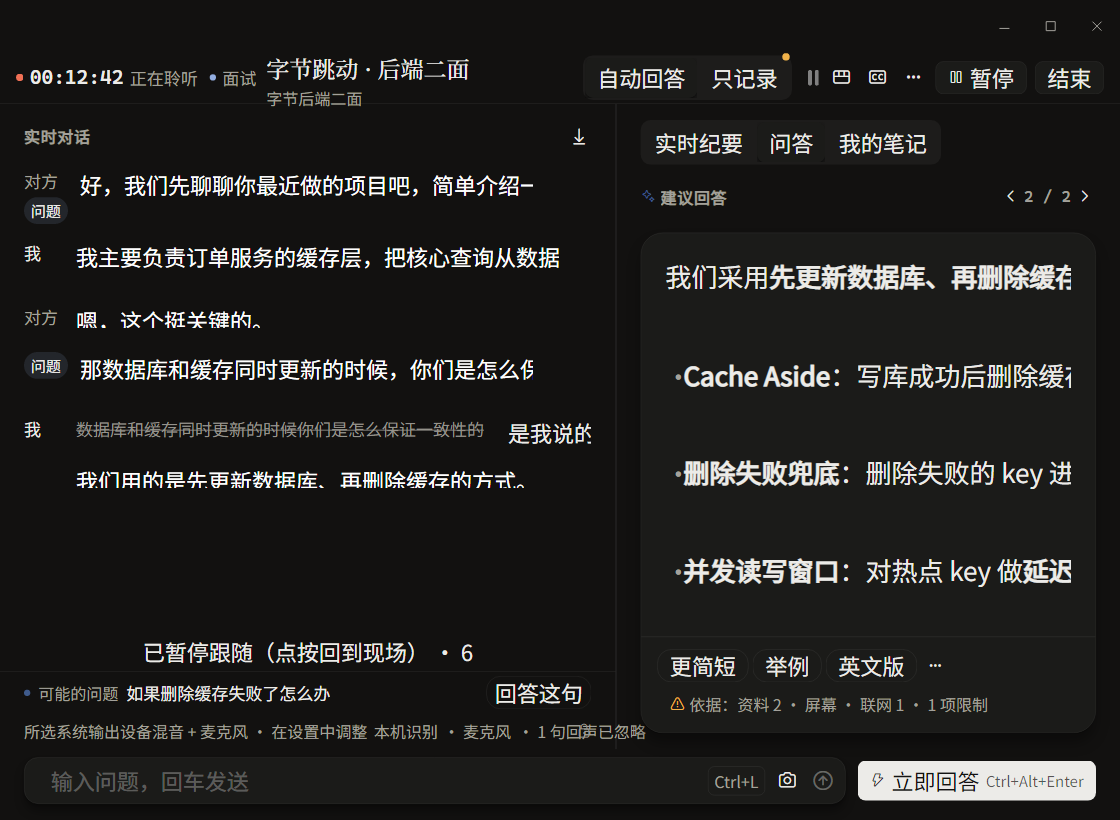 00:12:42 正在聆听 • 面试 字节跳动 · 后端二面
字节后端二面
自动回答 只记录 CC ··· 暂停 结束
实时对话
对方 好，我们先聊聊你最近做的项目吧，简单介绍
问题
我 我主要负责订单服务的缓存层，把核心查询从数据
对方 嗯，这个挺关键的。
问题 那数据库和缓存同时更新的时候，你们是怎么
我 数据库和缓存同时更新的时候你们是怎么保证一致性的 是我说的
我们用的是先更新数据库、再删除缓存的方式。
已暂停跟随（点按回到现场） · 6
• 可能的问题 如果删除缓存失败了怎么办 回答这句
所选系统输出设备混音 + 麦克风 · 在设置中调整 本机识别 · 麦克风 · 1 句回声已忽略
实时纪要 问答 我的笔记
建议回答 2 / 2
我们采用先更新数据库、再删除缓存
•Cache Aside：写库成功后删除缓存
•删除失败兜底：删除失败的 key 进
•并发读写窗口：对热点 key 做延迟
更简短 举例 英文版 ···
依据：资料 2 · 屏幕 · 联网 1 · 1 项限制
输入问题，回车发送 Ctrl+L
立即回答 Ctrl+Alt+Enter